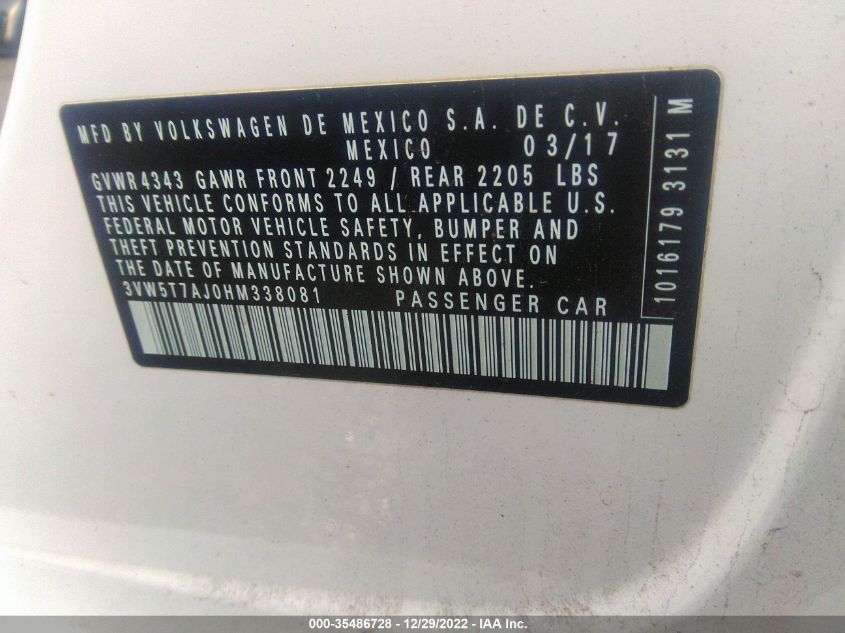 MFD BY VOLKSWAGEN DE MEXICO S.A. DE C.V.
MEXICO 03/17
GVWR 4343 GAWR FRONT 2249 / REAR 2205 LBS
THIS VEHICLE CONFORMS TO ALL APPLICABLE U.S.
FEDERAL MOTOR VEHICLE SAFETY, BUMPER AND
THEFT PREVENTION STANDARDS IN EFFECT ON
THE DATE OF MANUFACTURE SHOWN ABOVE.
3VW5T7AJ0HM338081 PASSENGER CAR
1016179 3131 M
000-35486728 - 12/29/2022 - IAA Inc.